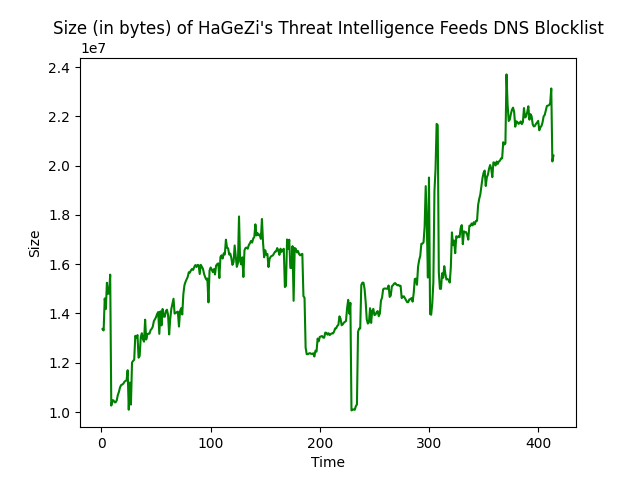 Size (in bytes) of HaGeZi's Threat Intelligence Feeds DNS Blocklist
1e7
2.4
2.2
2.0
1.8
1.6
1.4
1.2
1.0
Size
0 100 200 300 400
Time